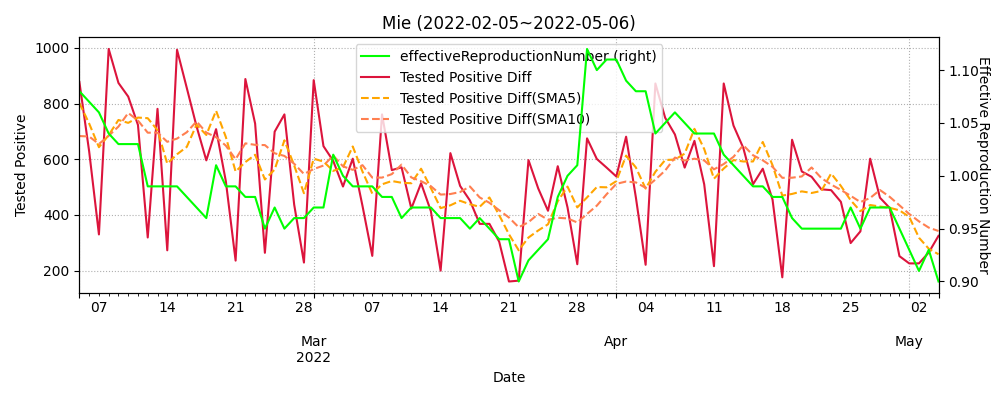 Mie (2022-02-05~2022-05-06)
effectiveReproductionNumber (right)
Tested Positive Diff
Tested Positive Diff(SMA5)
Tested Positive Diff(SMA10)
Tested Positive
1000
800
600
400
200
Effective Reproduction Number
1.10
1.05
1.00
0.95
0.90
07 14 21 28 07 14 21 28 04 11 18 25 02
Mar Apr May
2022
Date